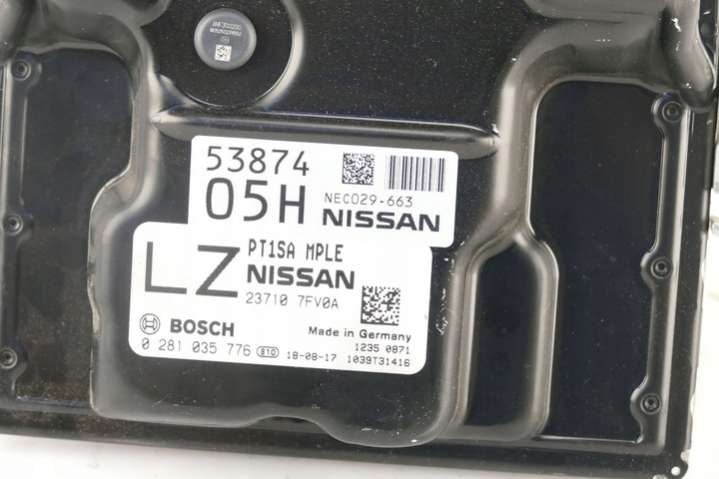 53874
05H
NEC029-663
NISSAN
LZ
PT1SA MPLE
NISSAN
23710 7FV0A
BOSCH
Made in Germany
0 281 035 776 B10 18-08-17
1235 0871
1039T31416